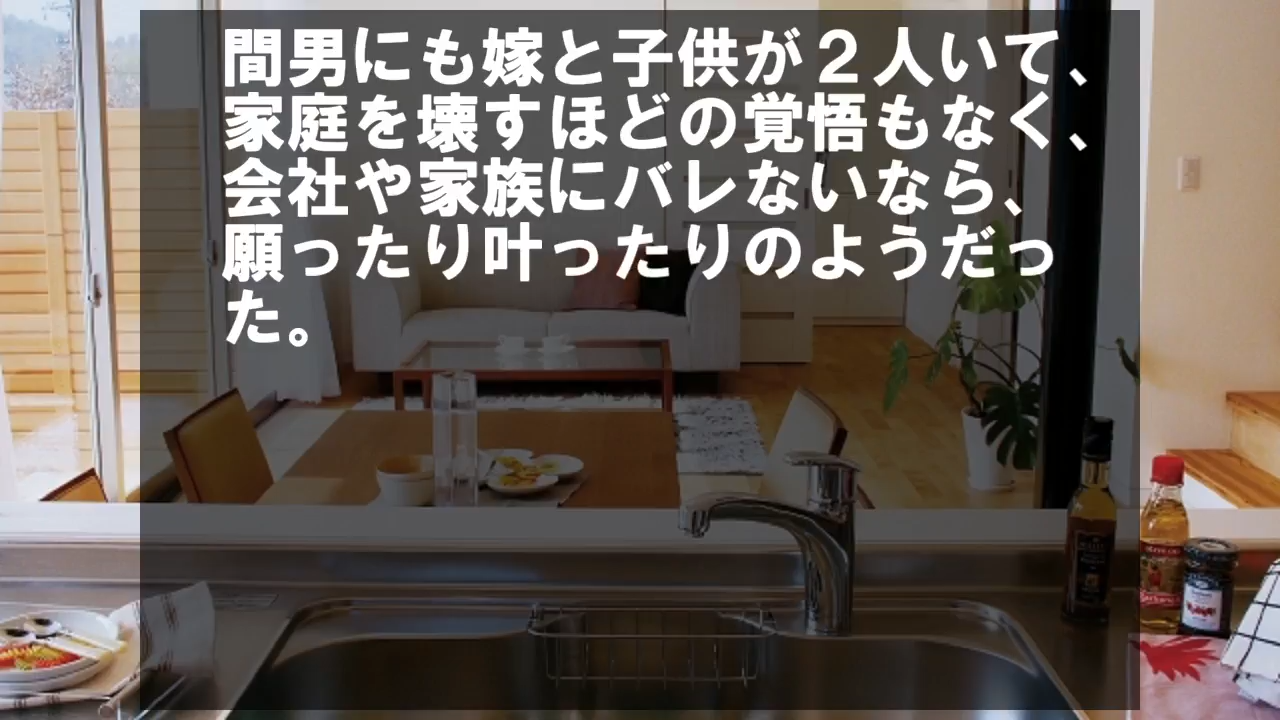 間男にも嫁と子供が２人いて、
家庭を壊すほどの覚悟もなく、
会社や家族にバレないなら、
願ったり叶ったりのようだっ
た。